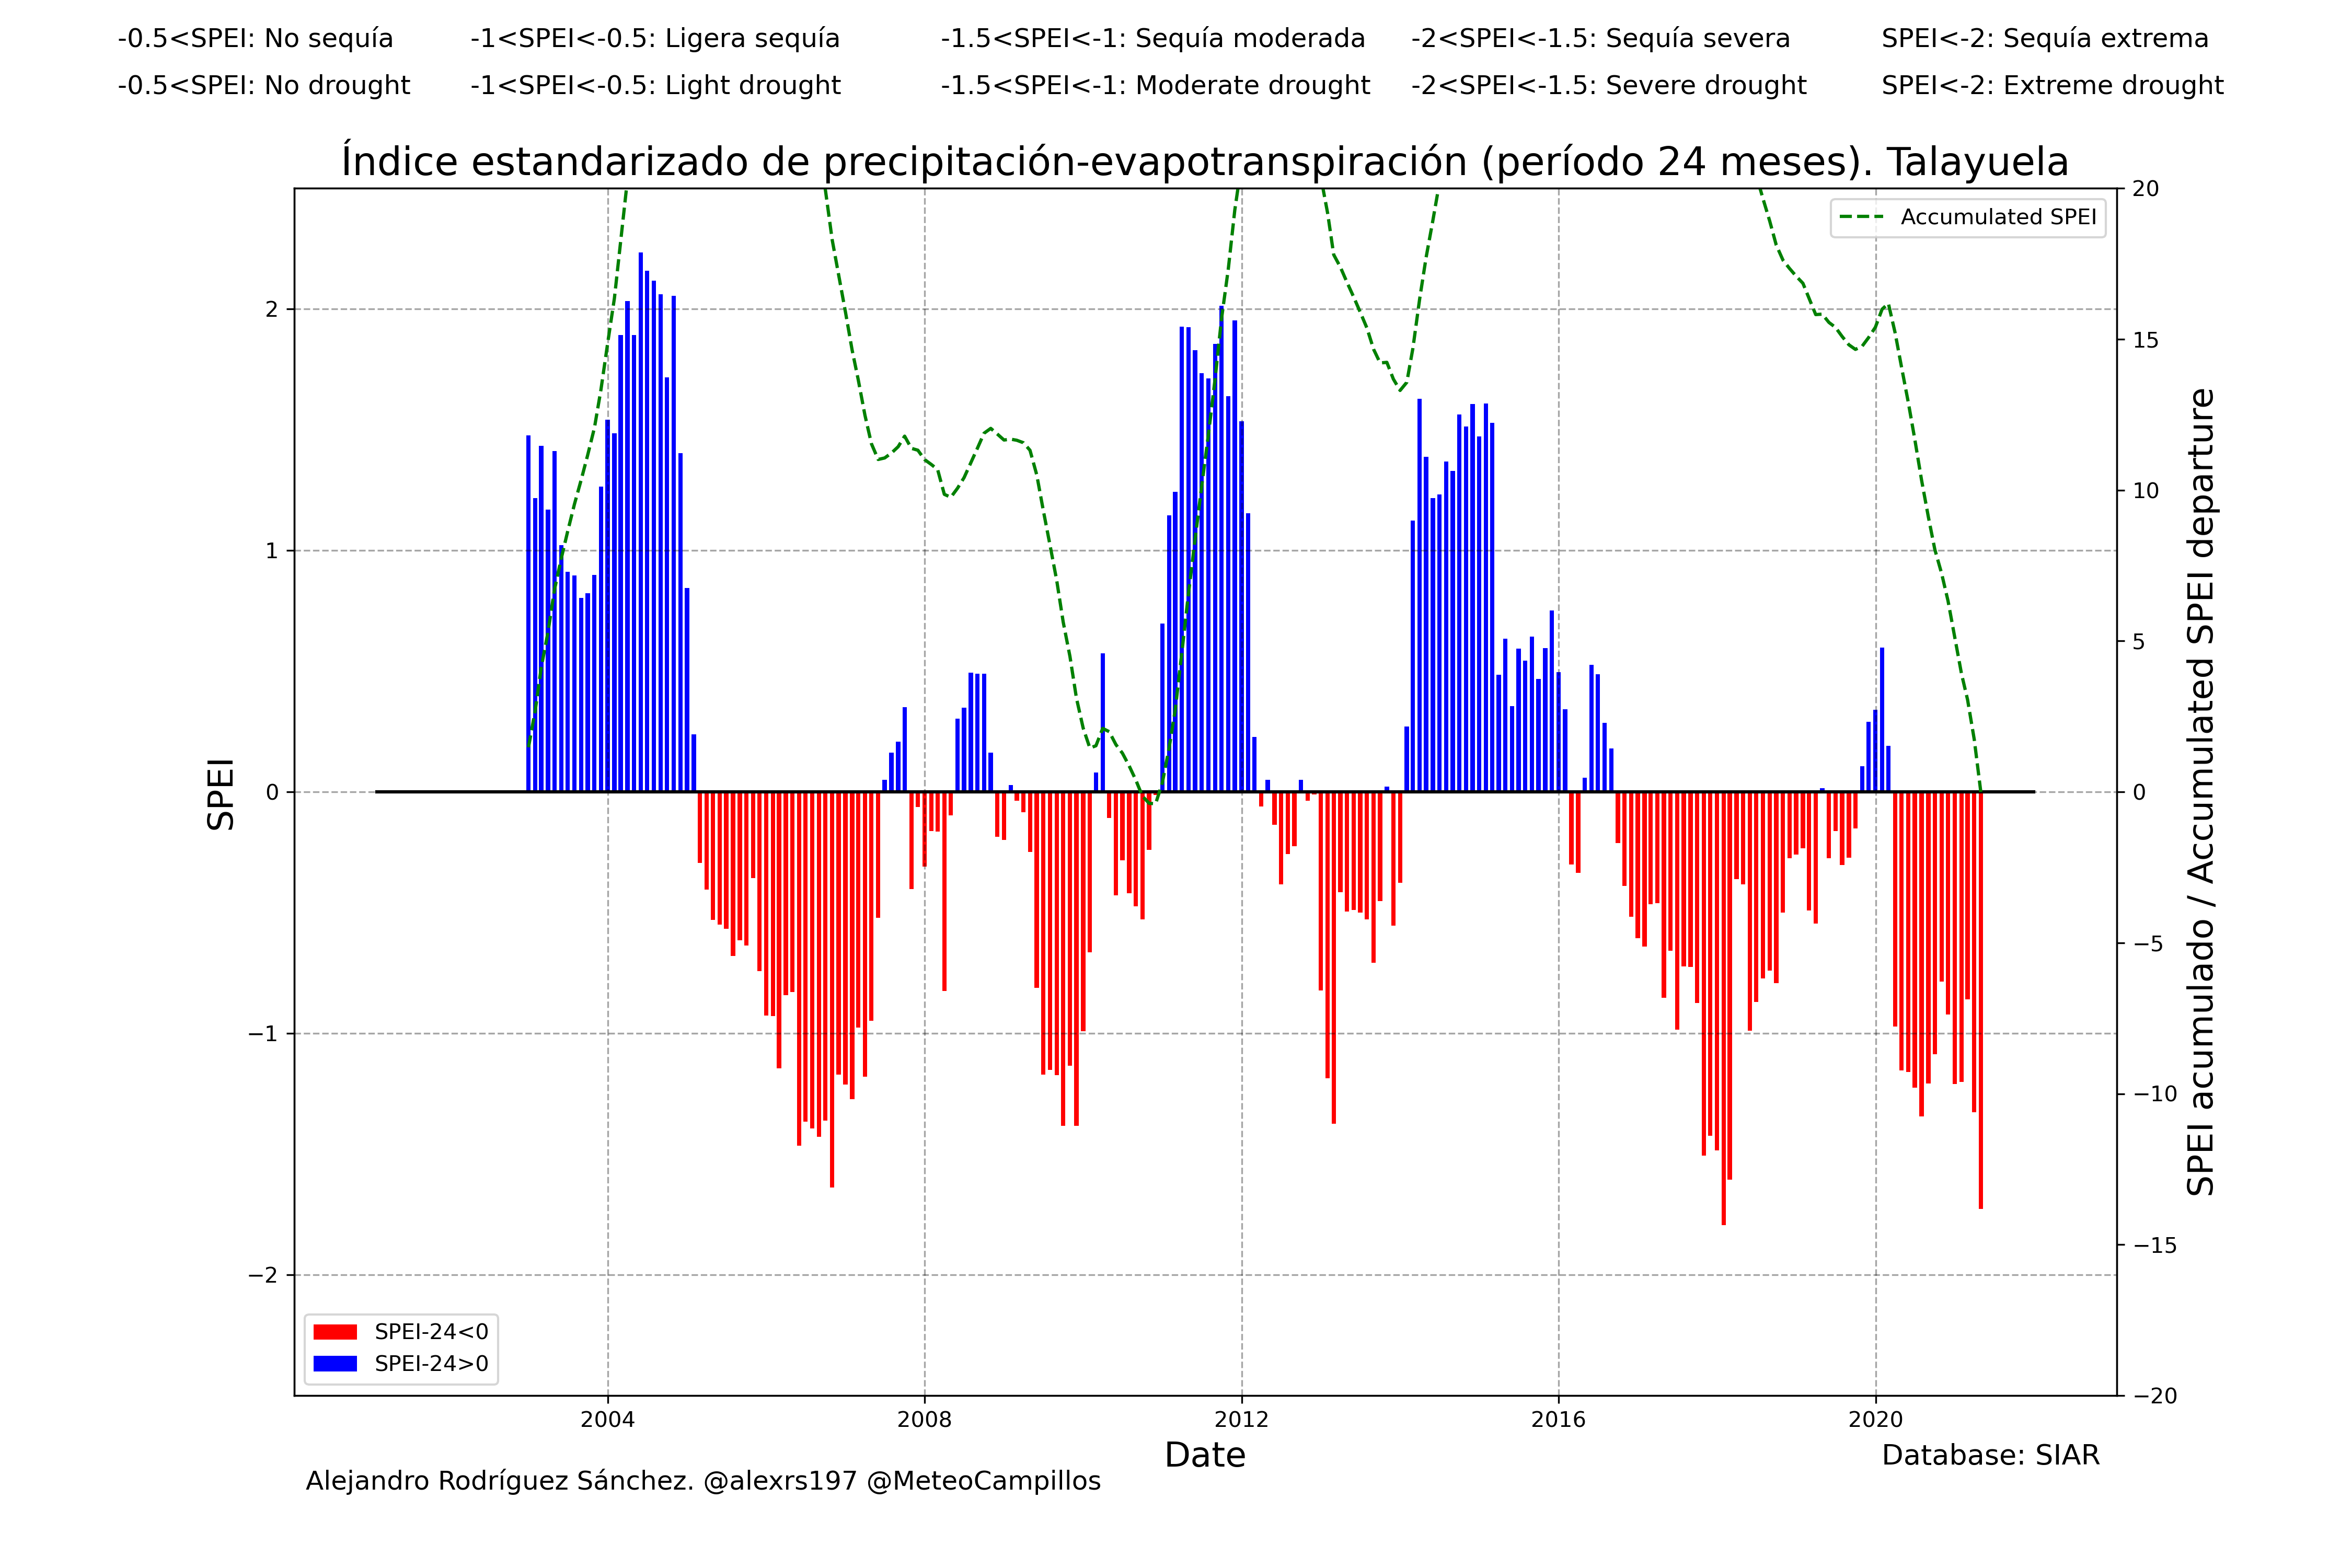 -0.5<SPEI: No sequía -1<SPEI<-0.5: Ligera sequía -1.5<SPEI<-1: Sequía moderada -2<SPEI<-1.5: Sequía severa SPEI<-2: Sequía extrema
-0.5<SPEI: No drought -1<SPEI<-0.5: Light drought -1.5<SPEI<-1: Moderate drought -2<SPEI<-1.5: Severe drought SPEI<-2: Extreme drought
Índice estandarizado de precipitación-evapotranspiración (período 24 meses). Talayuela
Accumulated SPEI
SPEI
2
1
0
−1
−2
20
15
10
5
0
−5
−10
−15
−20
SPEI acumulado / Accumulated SPEI departure
SPEI-24<0
SPEI-24>0
2004 2008 2012 2016 2020
Date
Database: SIAR
Alejandro Rodríguez Sánchez. @alexrs197 @MeteoCampillos